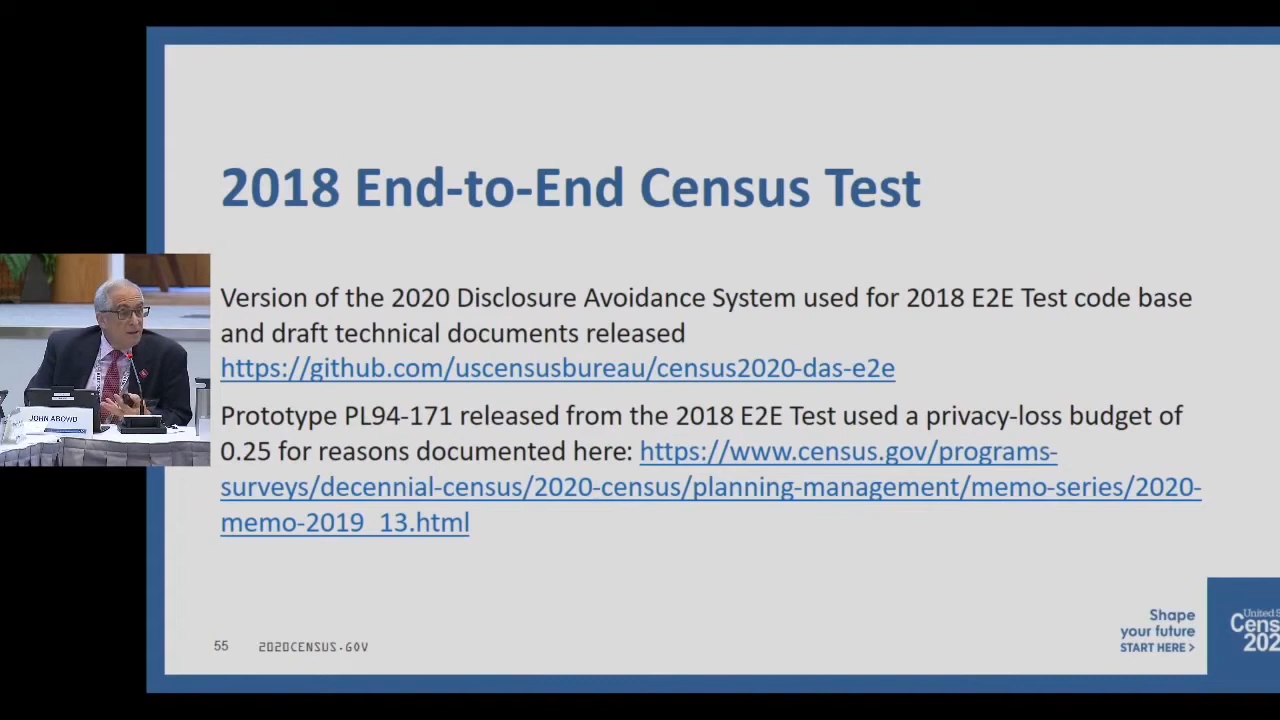 2018 End-to-End Census Test
Version of the 2020 Disclosure Avoidance System used for 2018 E2E Test code base
and draft technical documents released
https://github.com/uscensusbureau/census2020-das-e2e
Prototype PL94-171 released from the 2018 E2E Test used a privacy-loss budget of
0.25 for reasons documented here: https://www.census.gov/programs-
surveys/decennial-census/2020-census/planning-management/memo-series/2020-
memo-2019_13.html
JOHN ABOWD
55
2020CENSUS.GOV
Shape
your future
START HERE >
United S
Cens
202